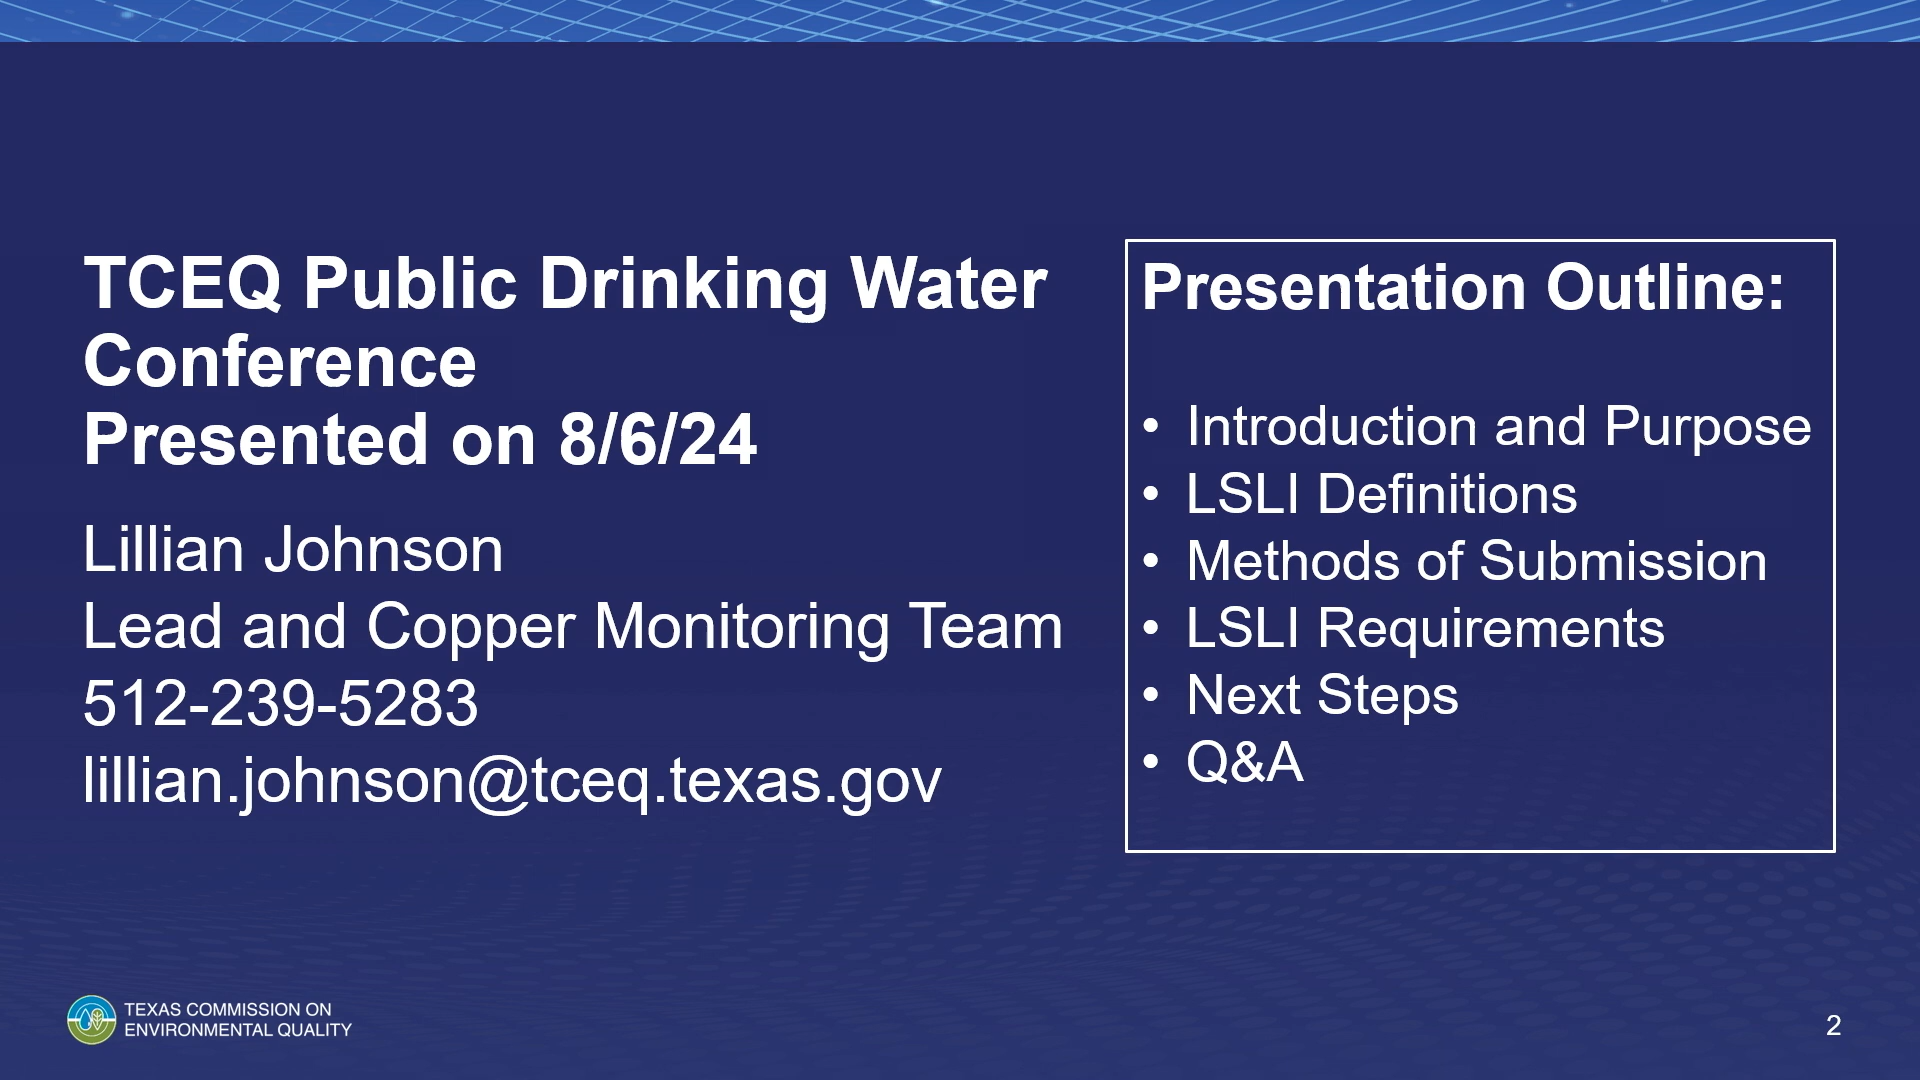 TCEQ Public Drinking Water
Conference
Presented on 8/6/24
Lillian Johnson
Lead and Copper Monitoring Team
512-239-5283
lillian.johnson@tceq.texas.gov
Presentation Outline:
• Introduction and Purpose
• LSLI Definitions
• Methods of Submission
• LSLI Requirements
• Next Steps
• Q&A
TEXAS COMMISSION ON
ENVIRONMENTAL QUALITY
2